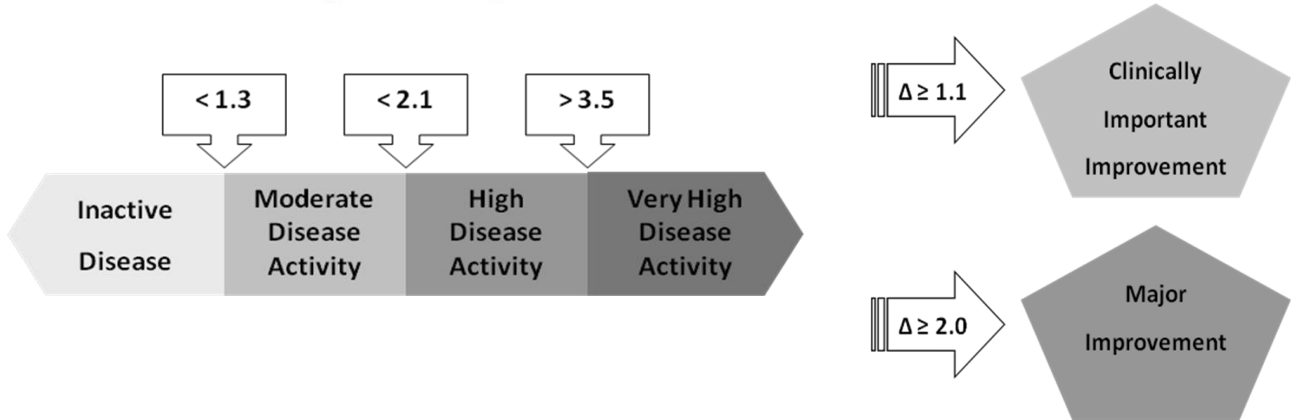 < 1.3
< 2.1
> 3.5
Inactive
Disease
Moderate
Disease
Activity
High
Disease
Activity
Very High
Disease
Activity
Δ ≥ 1.1
Clinically
Important
Improvement
Δ ≥ 2.0
Major
Improvement